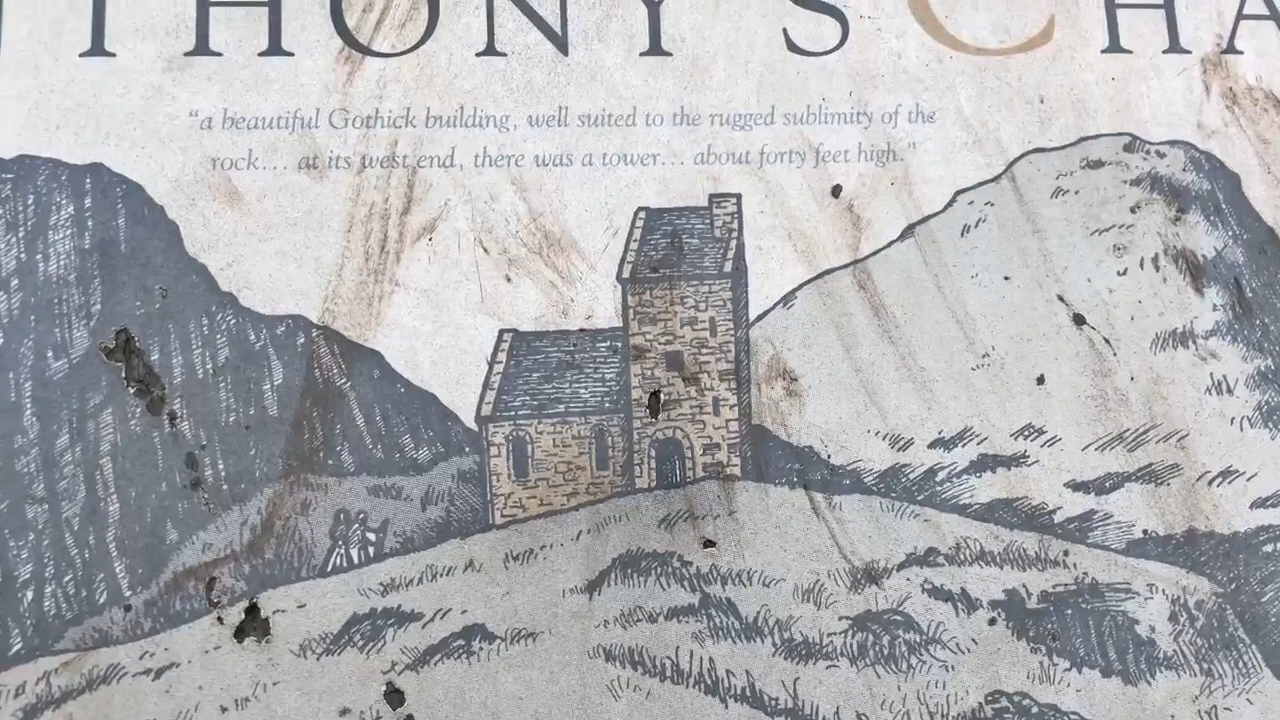 THONY'S CHA
"a beautiful Gothick building, well suited to the rugged sublimity of the
rock... at its west end, there was a tower... about forty feet high."